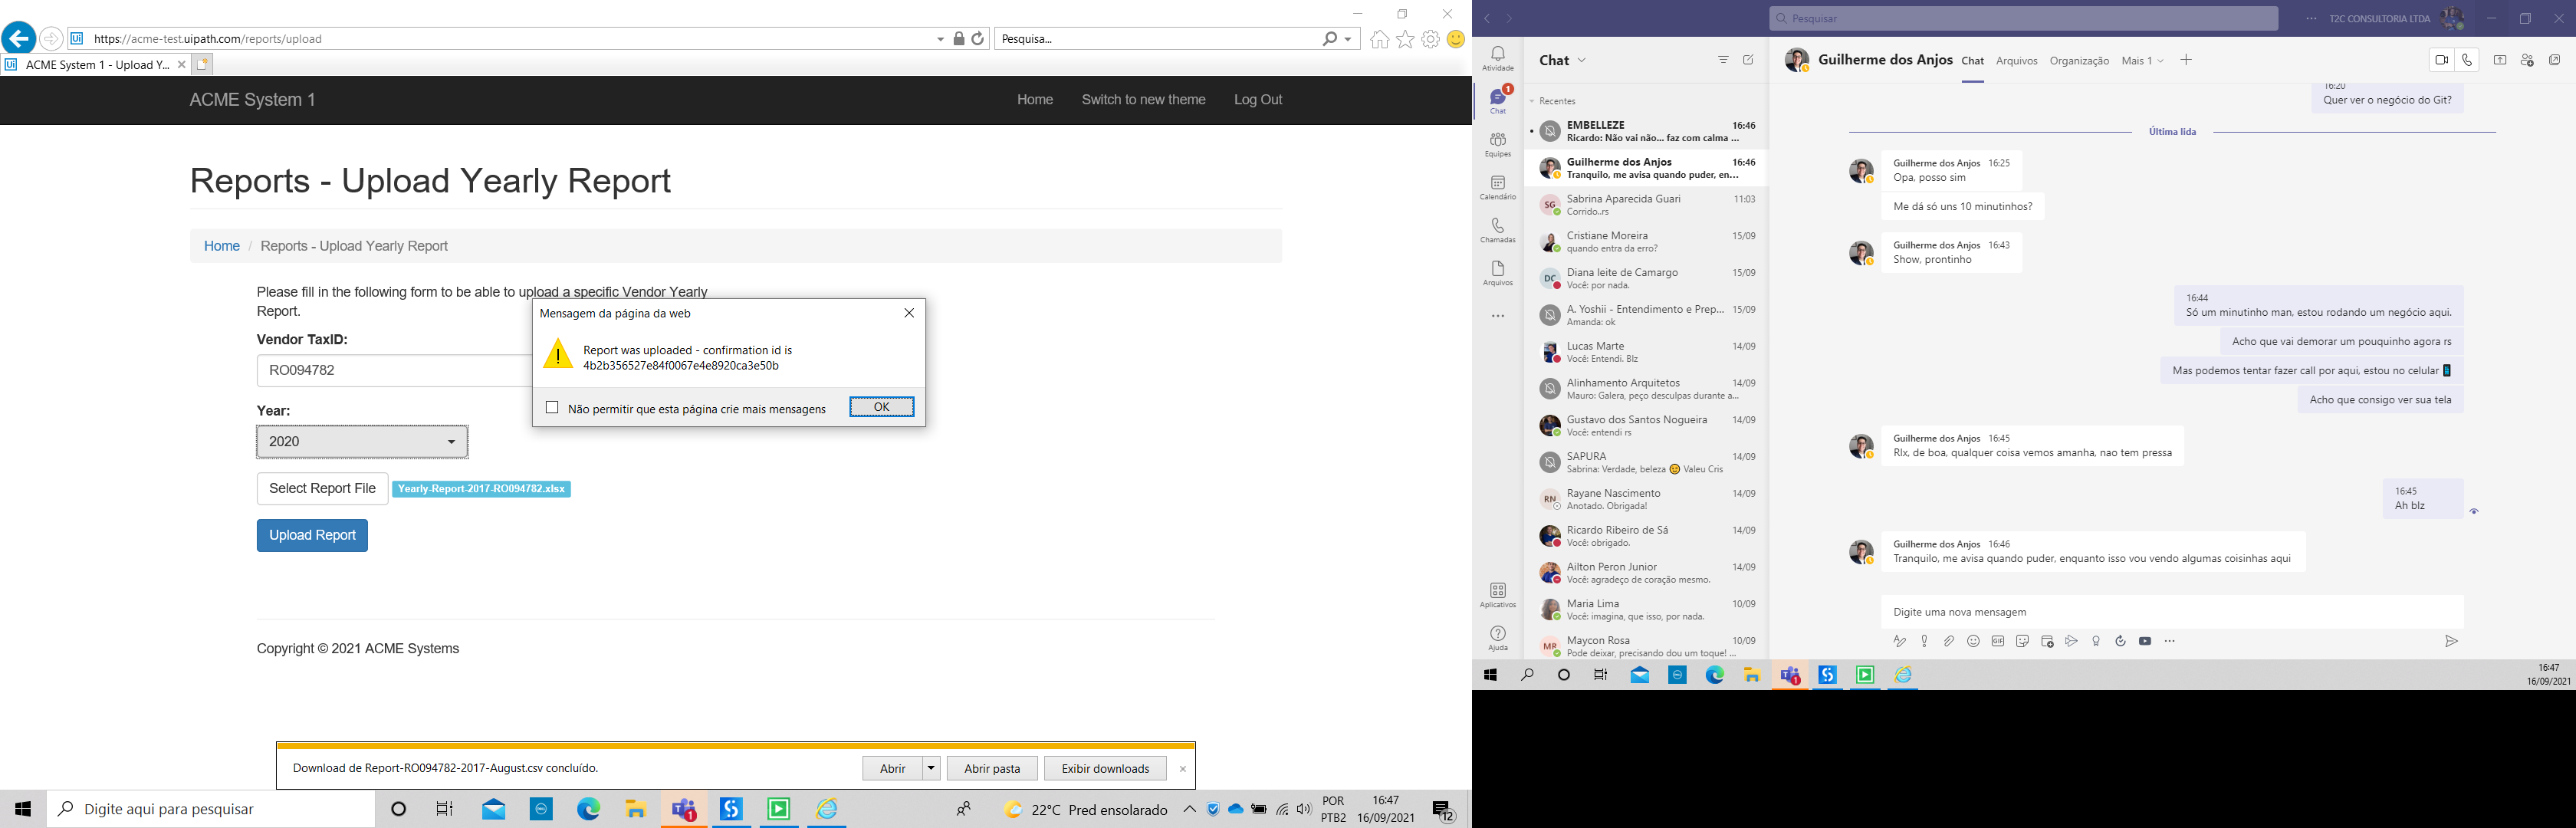 https://acme-test.uipath.com/reports/upload
Pesquisa...
ACME System 1 - Upload Y...
ACME System 1
Home
Switch to new theme
Log Out
Reports - Upload Yearly Report
Home / Reports - Upload Yearly Report
Please fill in the following form to be able to upload a specific Vendor Yearly
Report.
Vendor TaxID:
RO094782
Year:
2020
Select Report File
Yearly-Report-2017-RO094782.xlsx
Upload Report
Mensagem da página da web
Report was uploaded - confirmation id is
4b2b356527e84f0067e4e8920ca3e50b
Não permitir que esta página crie mais mensagens
OK
Copyright © 2021 ACME Systems
Download de Report-RO094782-2017-August.csv concluído.
Abrir
Abrir pasta
Exibir downloads
Digite aqui para pesquisar
1
22°C Pred ensolarado
POR
PTB2
16:47
16/09/2021
12
Pesquisar
T2C CONSULTORIA LTDA
Atividade
1
Chat
Equipes
Calendário
Chamadas
Arquivos
Aplicativos
Ajuda
Chat
Recentes
EMBELLEZE 16:46
Ricardo: Não vai não... faz com calma ...
Guilherme dos Anjos 16:46
Tranquilo, me avisa quando puder, en...
SG Sabrina Aparecida Guari 11:03
Corrido..rs
Cristiane Moreira 15/09
quando entra da erro?
DC Diana leite de Camargo 15/09
Você: por nada.
A. Yoshii - Entendimento e Prep... 15/09
Amanda: ok
Lucas Marte 14/09
Você: Entendi. Blz
Alinhamento Arquitetos 14/09
Mauro: Galera, peço desculpas durante a...
Gustavo dos Santos Nogueira 14/09
Você: entendi rs
SAPURA 14/09
Sabrina: Verdade, beleza 😉 Valeu Cris
RN Rayane Nascimento 14/09
Anotado. Obrigada!
Ricardo Ribeiro de Sá 14/09
Você: obrigado.
Ailton Peron Junior 14/09
Você: agradeço de coração mesmo.
Maria Lima 10/09
Você: imagina, que isso, por nada.
MR Maycon Rosa 10/09
Você: Pode deixar, precisando dou um toque! ...
Guilherme dos Anjos
Chat
Arquivos
Organização
Mais 1
16:20
Quer ver o negócio do Git?
Última lida
Guilherme dos Anjos 16:25
Opa, posso sim
Me dá só uns 10 minutinhos?
Guilherme dos Anjos 16:43
Show, prontinho
16:44
Só um minutinho man, estou rodando um negócio aqui.
Acho que vai demorar um pouquinho agora rs
Mas podemos tentar fazer call por aqui, estou no celular 📱
Acho que consigo ver sua tela
Guilherme dos Anjos 16:45
Rlx, de boa, qualquer coisa vemos amanha, nao tem pressa
16:45
Ah blz
Guilherme dos Anjos 16:46
Tranquilo, me avisa quando puder, enquanto isso vou vendo algumas coisinhas aqui
Digite uma nova mensagem
GIF
1
16:47
16/09/2021